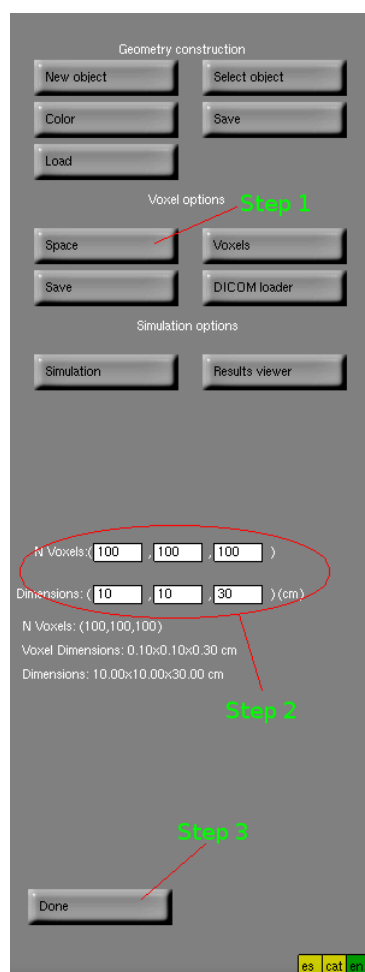 Geometry construction
New object Select object
Color Save
Load
Voxel options Step 1
Space Voxels
Save DICOM loader
Simulation options
Simulation Results viewer
N Voxels:( 100 , 100 , 100 )
Dimensions: ( 10 , 10 , 30 ) (cm)
N Voxels: (100,100,100)
Voxel Dimensions: 0.10x0.10x0.30 cm
Dimensions: 10.00x10.00x30.00 cm
Step 2
Step 3
Done
es cat en